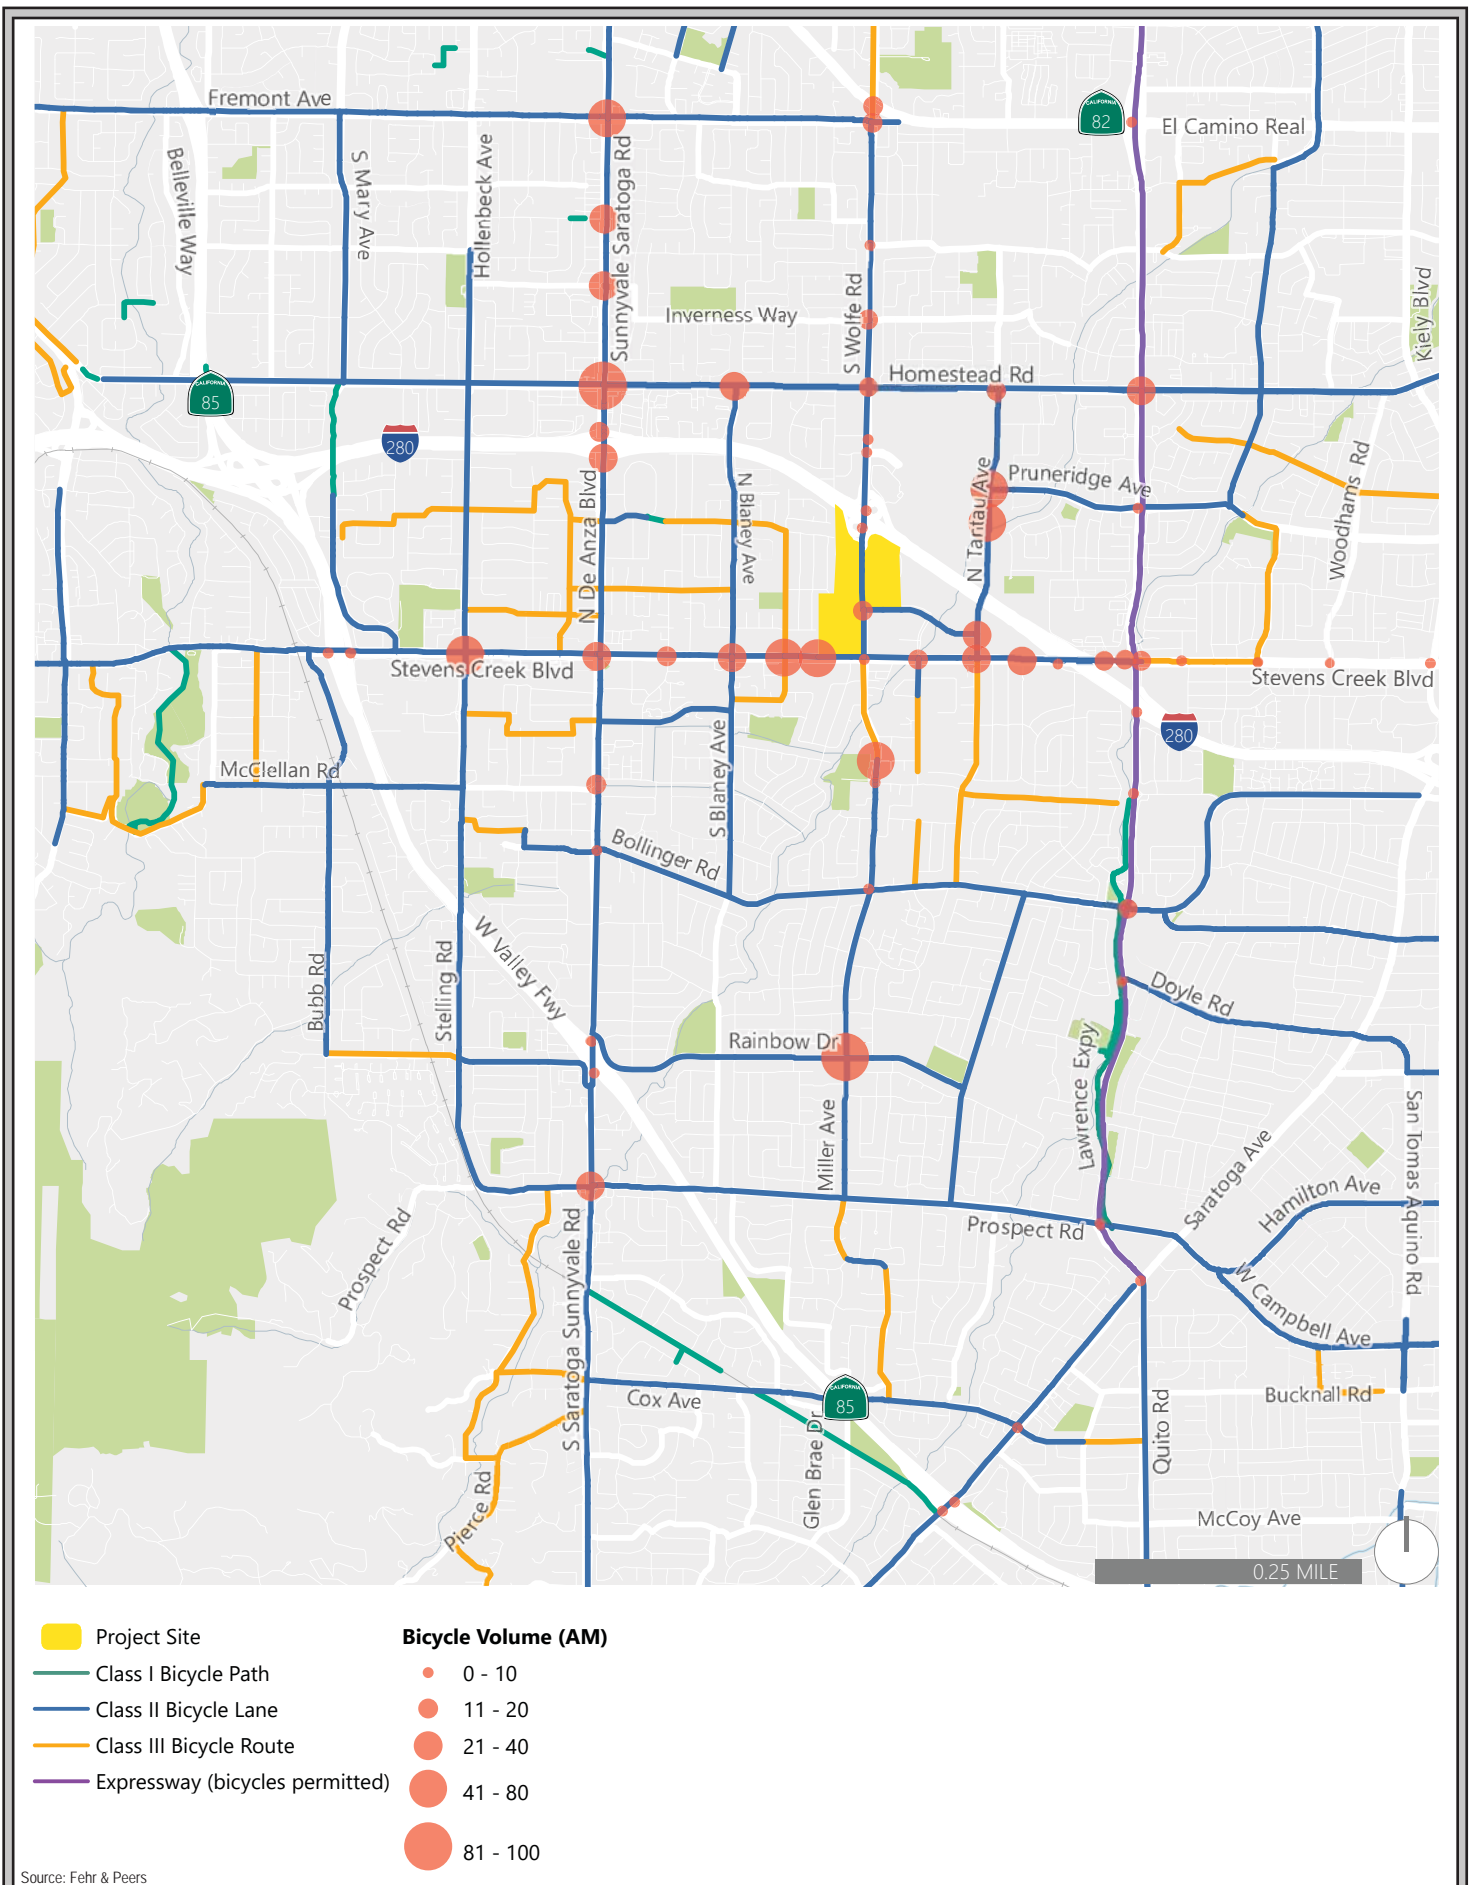 Fremont Ave
CALIFORNIA
82
El Camino Real
Belleville Way
S Mary Ave
Hollenbeck Ave
Sunnyvale Saratoga Rd
S Wolfe Rd
Kiely Blvd
Inverness Way
Homestead Rd
CALIFORNIA
85
280
N De Anza Blvd
N Blaney Ave
N Tantau Ave
Pruneridge Ave
Woodhams Rd
Stevens Creek Blvd
Stevens Creek Blvd
280
McClellan Rd
S Blaney Ave
Bollinger Rd
W Valley Fwy
Bubb Rd
Stelling Rd
Rainbow Dr
Doyle Rd
Lawrence Expy
Miller Ave
San Tomas Aquino Rd
Saratoga Ave
Hamilton Ave
Prospect Rd
Prospect Rd
S Saratoga Sunnyvale Rd
W Campbell Ave
CALIFORNIA
85
Cox Ave
Glen Brae Dr
Quito Rd
Bucknall Rd
Pierce Rd
McCoy Ave
0.25 MILE
Project Site
Class I Bicycle Path
Class II Bicycle Lane
Class III Bicycle Route
Expressway (bicycles permitted)
Bicycle Volume (AM)
0 - 10
11 - 20
21 - 40
41 - 80
81 - 100
Source: Fehr & Peers